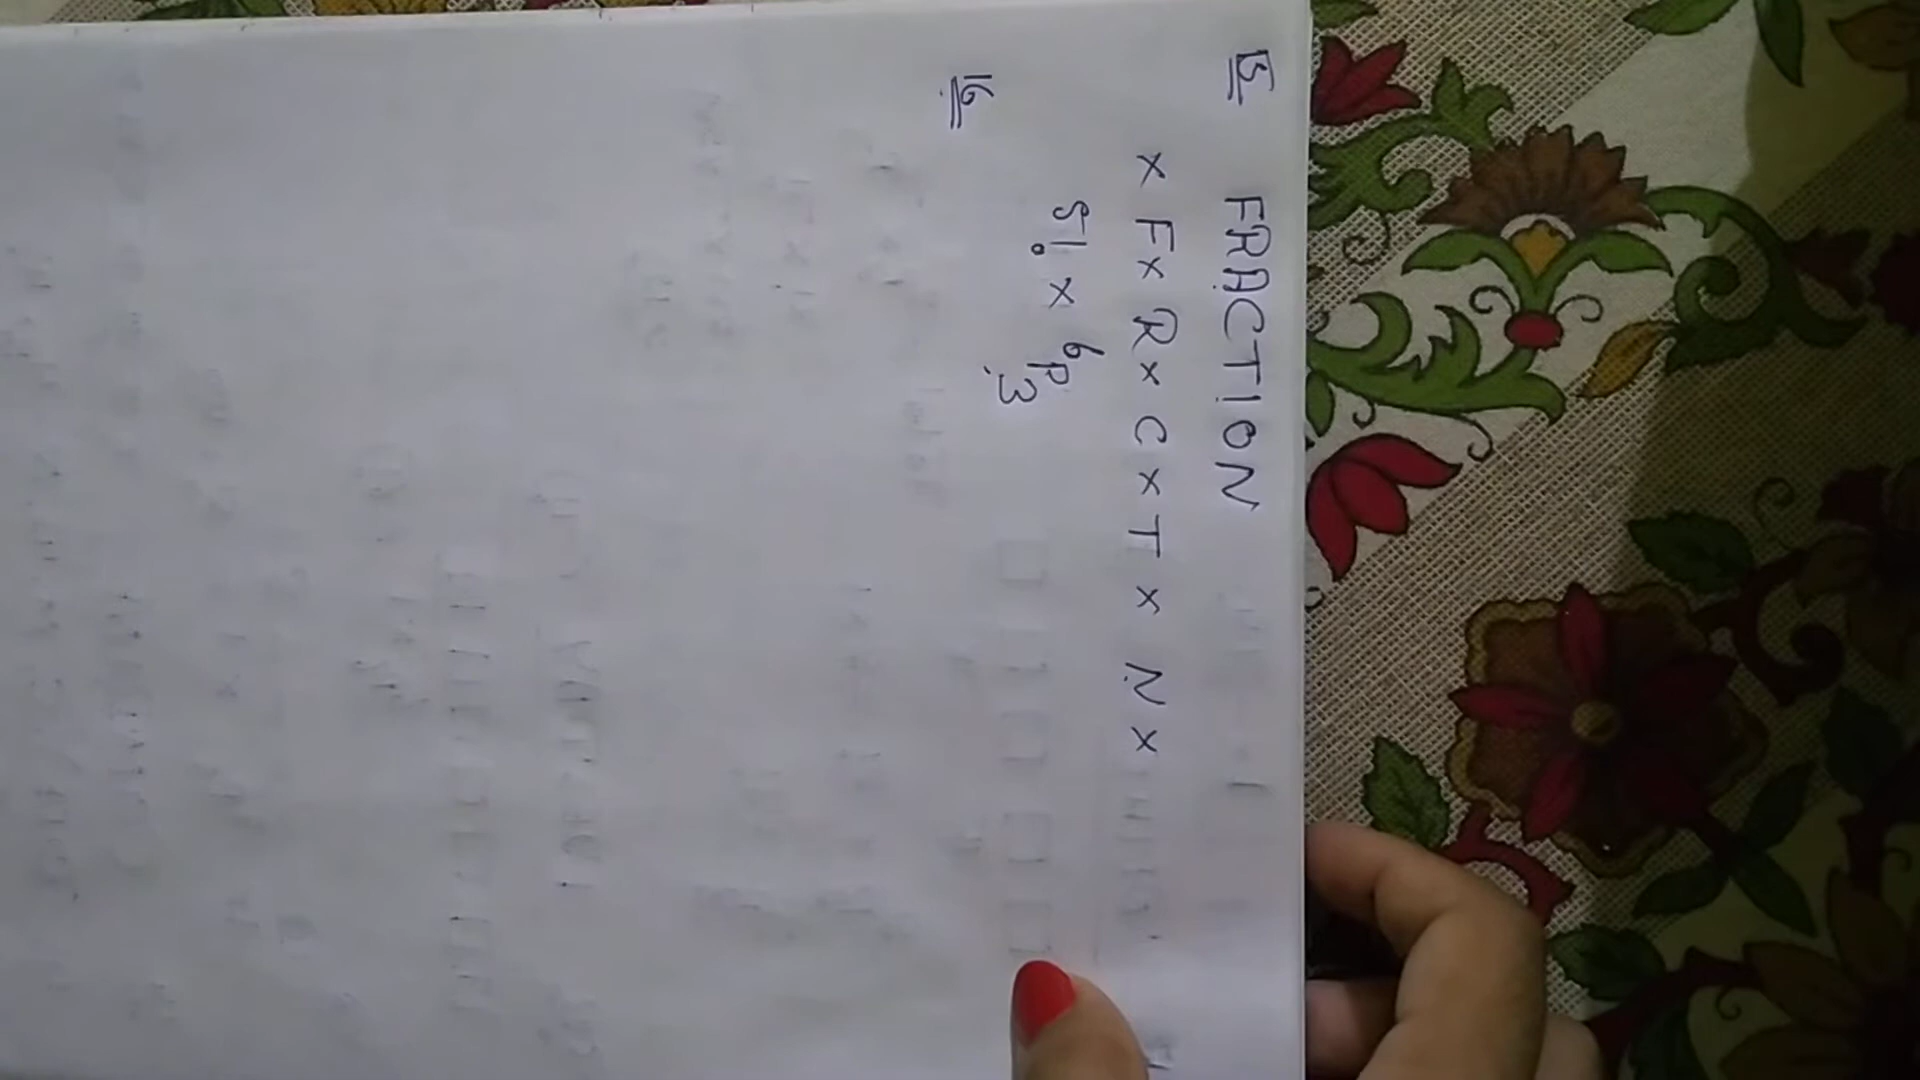 15 FRACTION
× F × R × C × T × N ×
5! × ⁶P₃
16